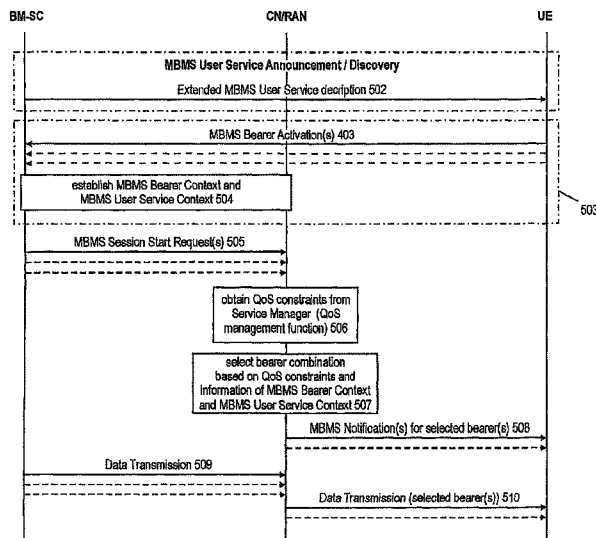 BM-SC CN/RAN UE
MBMS User Service Announcement / Discovery
Extended MBMS User Service decription 502
MBMS Bearer Activation(s) 403
establish MBMS Bearer Context and
MBMS User Service Context 504
503
MBMS Session Start Request(s) 505
obtain QoS constraints from
Service Manager (QoS
management function) 506
select bearer combination
based on QoS constraints and
information of MBMS Bearer Context
and MBMS User Service Context 507
MBMS Notification(s) for selected bearer(s) 508
Data Transmission 509
Data Transmission (selected bearer(s)) 510